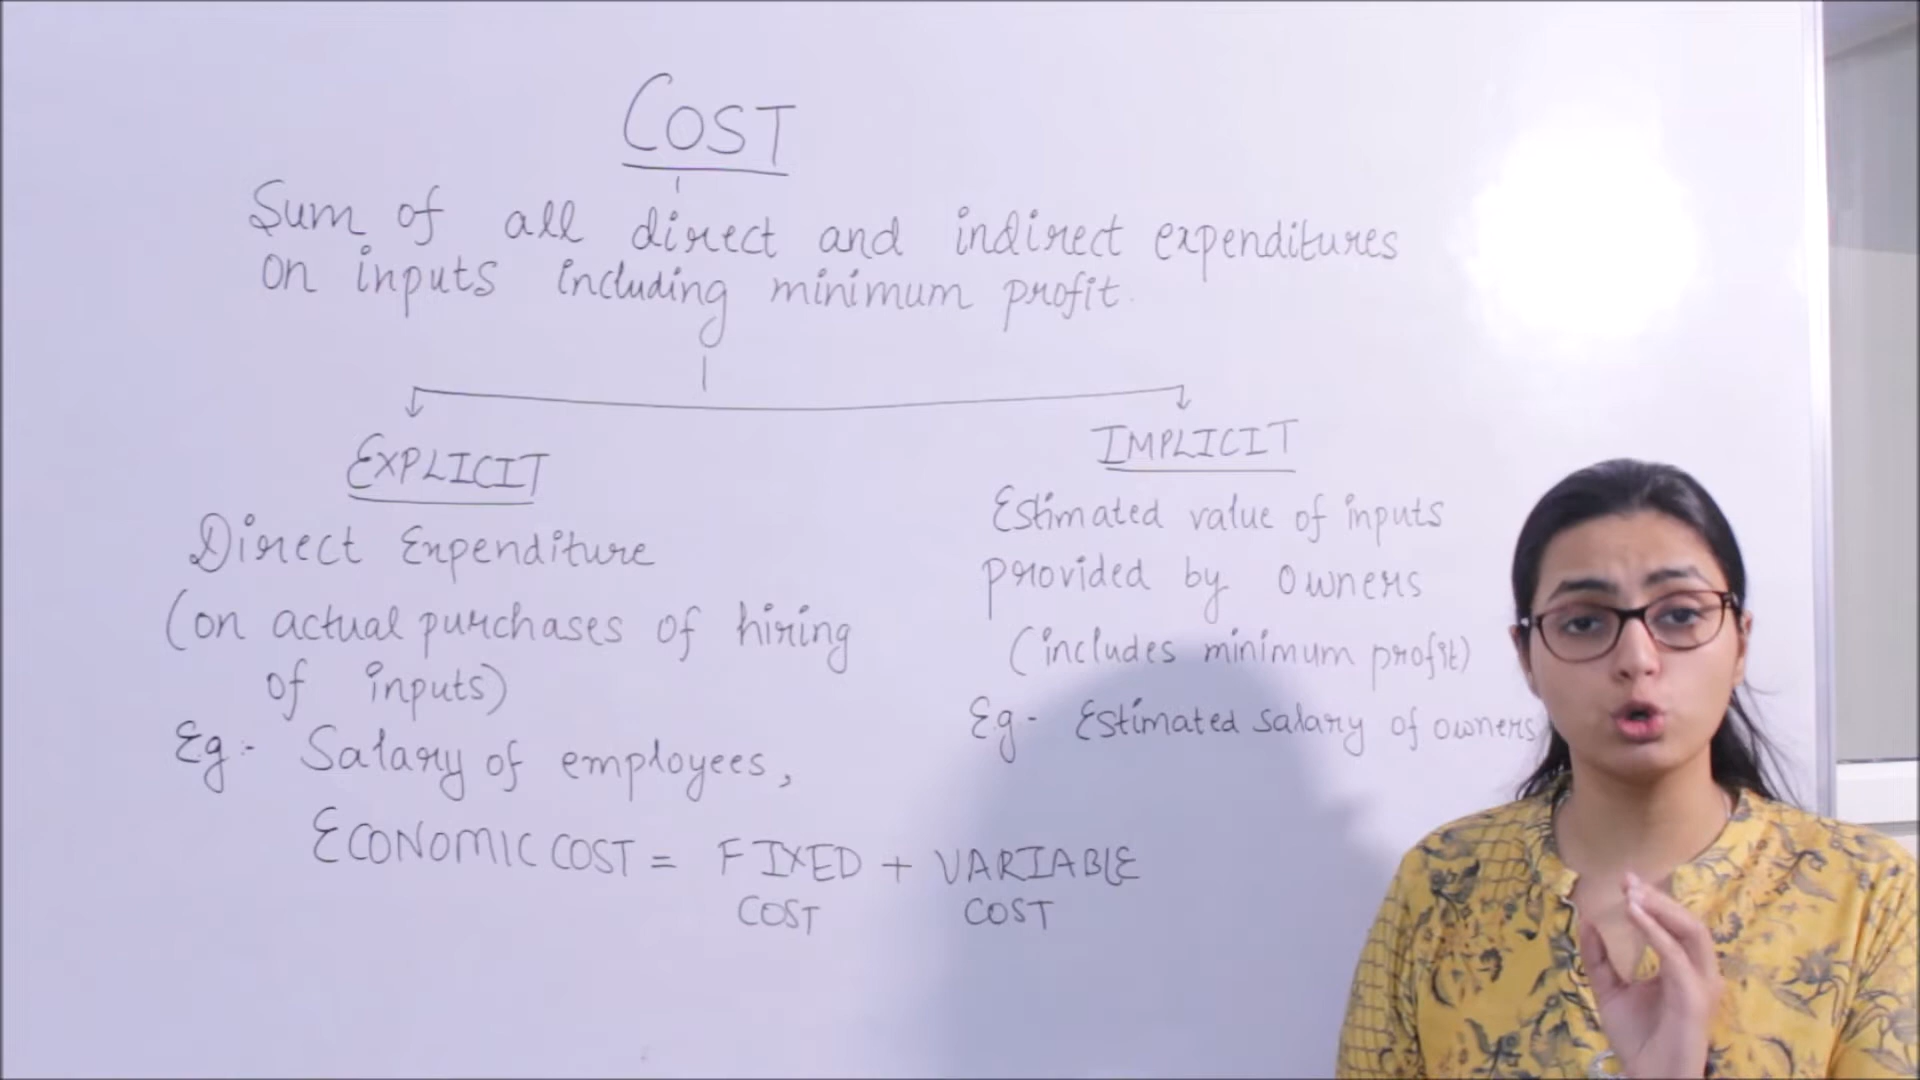 COST
Sum of all direct and indirect expenditures
on inputs including minimum profit.
EXPLICIT
Direct Expenditure
(on actual purchases of hiring
of inputs)
Eg:- Salary of employees,
IMPLICIT
Estimated value of inputs
provided by owners
(includes minimum profit)
Eg- Estimated salary of owners
ECONOMIC COST = FIXED + VARIABLE
COST COST